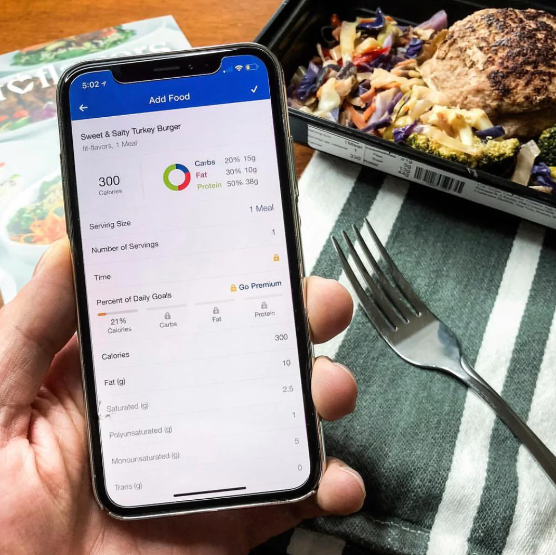 5:02
Add Food
Sweet & Salty Turkey Burger
fit-flavors, 1 Meal
300
Calories
Carbs 20% 15g
Fat 30% 10g
Protein 50% 38g
Serving Size 1 Meal
Number of Servings 1
Time
Percent of Daily Goals Go Premium
21%
Calories Carbs Fat Protein
Calories 300
Fat (g) 10
Saturated (g) 2.5
Polyunsaturated (g) 1
Monounsaturated (g) 5
Trans (g) 0